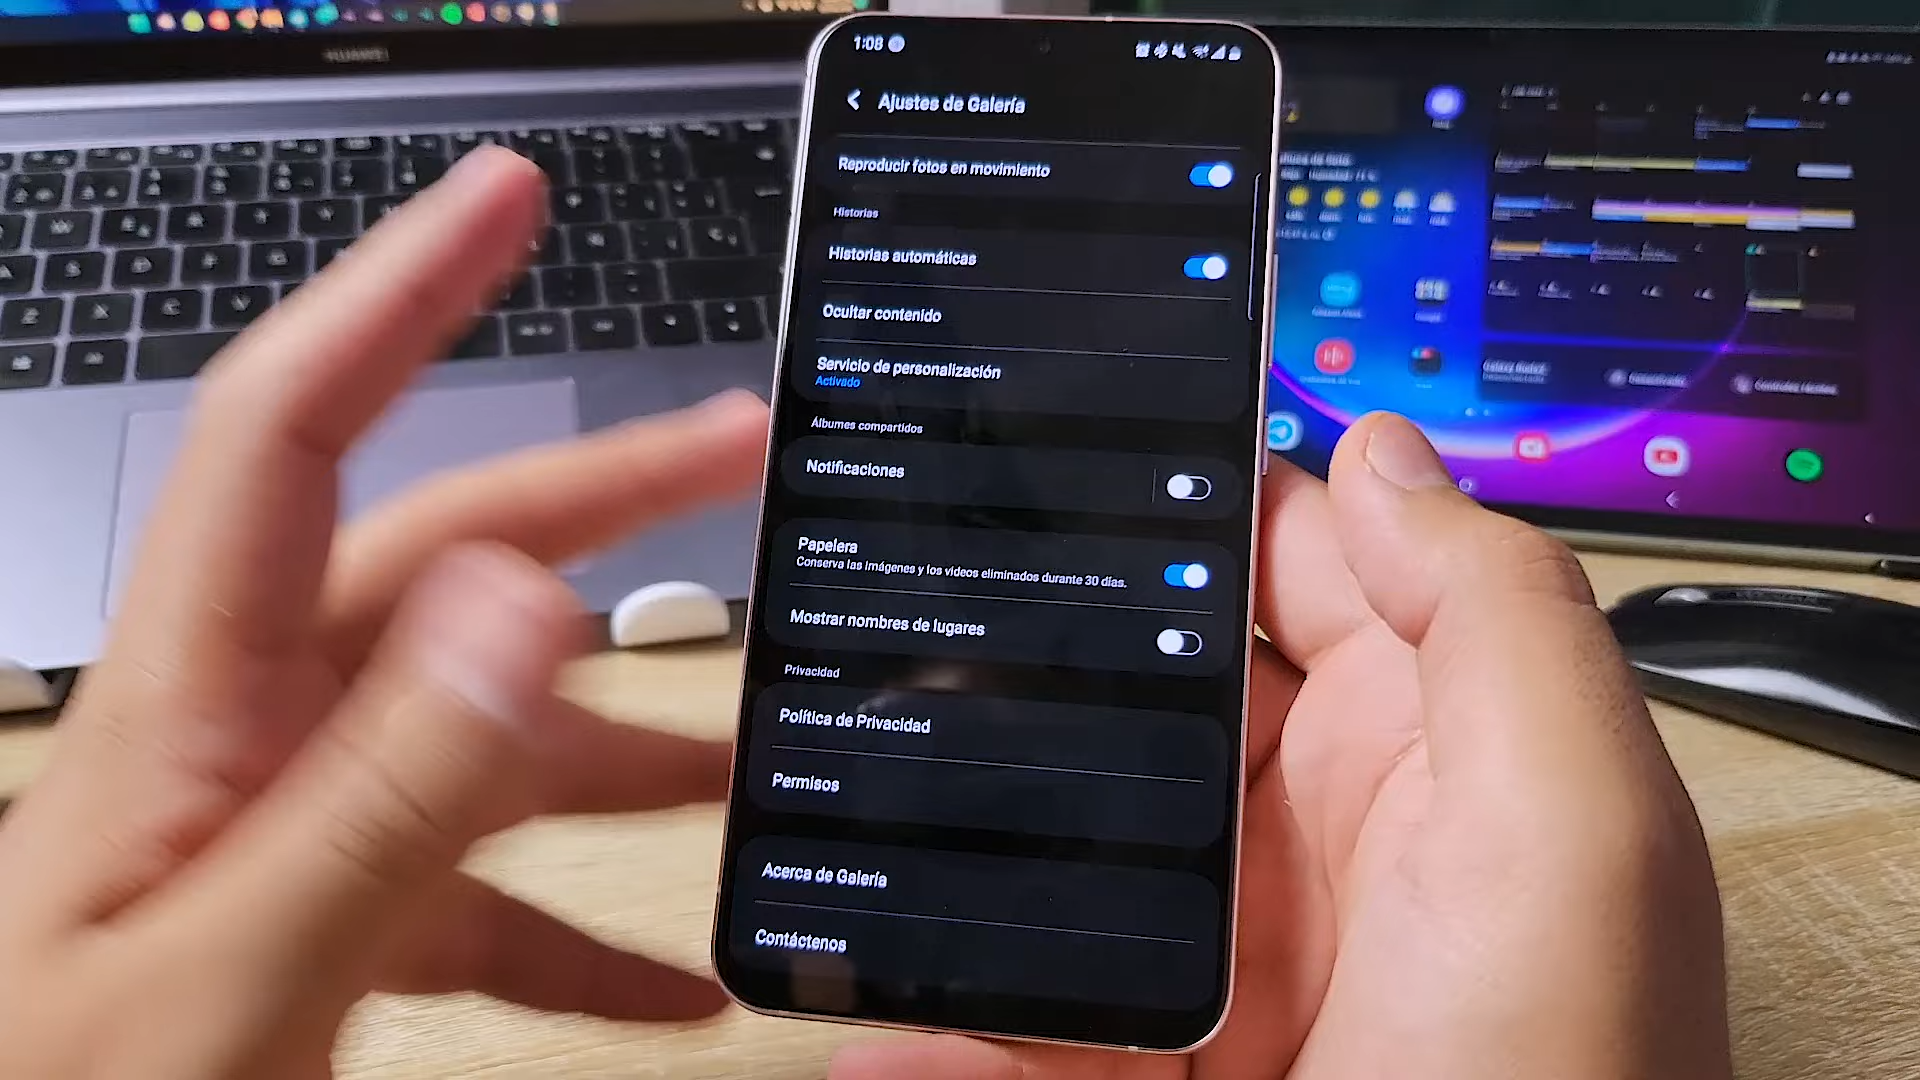 HUAWEI
1:08
Ajustes de Galería
Reproducir fotos en movimiento
Historias
Historias automáticas
Ocultar contenido
Servicio de personalización
Activado
Álbumes compartidos
Notificaciones
Papelera
Conserva las imágenes y los videos eliminados durante 30 días.
Mostrar nombres de lugares
Privacidad
Política de Privacidad
Permisos
Acerca de Galería
Contáctenos